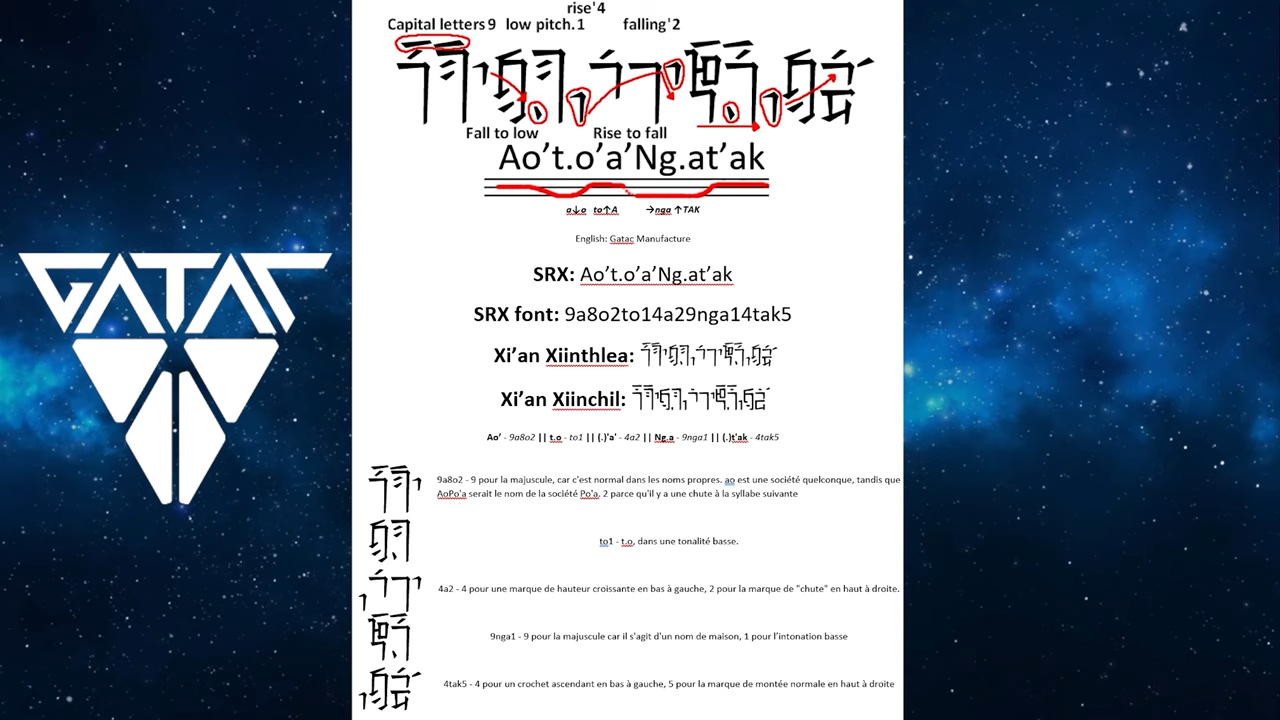 rise'4
Capital letters 9 low pitch.1 falling'2
Fall to low Rise to fall
Ao’t.o’a’Ng.at’ak
a↓o to↑A →nga ↑TAK
English: Gatac Manufacture
SRX: Ao’t.o’a’Ng.at’ak
SRX font: 9a8o2to14a29nga14tak5
Xi’an Xiinthlea:
Xi’an Xiinchil:
Ao’ - 9a8o2 || t.o - to1 || (.)'a' - 4a2 || Ng.a - 9nga1 || (.)t'ak - 4tak5
GATAC
9a8o2 - 9 pour la majuscule, car c'est normal dans les noms propres. ao est une société quelconque, tandis que
AoPo'a serait le nom de la société Po'a, 2 parce qu'il y a une chute à la syllabe suivante
to1 - t.o, dans une tonalité basse.
4a2 - 4 pour une marque de hauteur croissante en bas à gauche, 2 pour la marque de "chute" en haut à droite.
9nga1 - 9 pour la majuscule car il s'agit d'un nom de maison, 1 pour l’intonation basse
4tak5 - 4 pour un crochet ascendant en bas à gauche, 5 pour la marque de montée normale en haut à droite